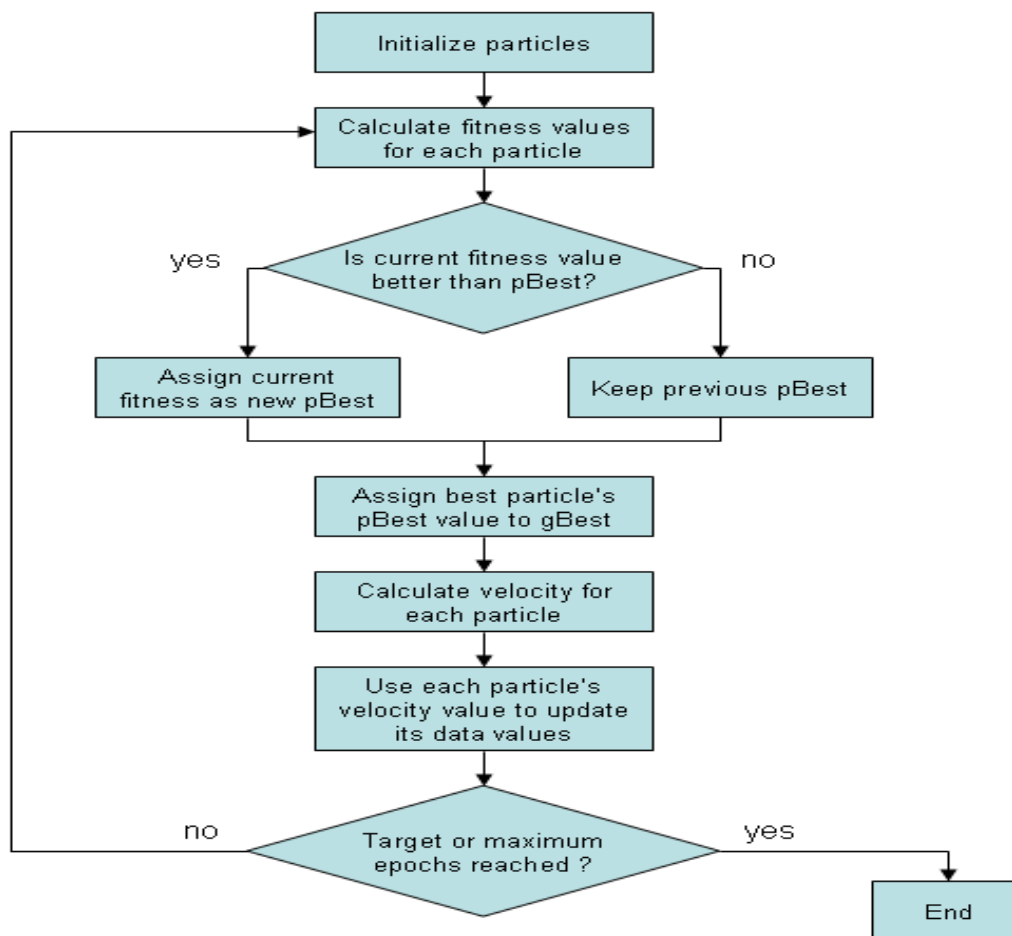 Initialize particles
Calculate fitness values
for each particle
yes
Is current fitness value
better than pBest?
no
Assign current
fitness as new pBest
Keep previous pBest
Assign best particle's
pBest value to gBest
Calculate velocity for
each particle
Use each particle's
velocity value to update
its data values
no
Target or maximum
epochs reached ?
yes
End